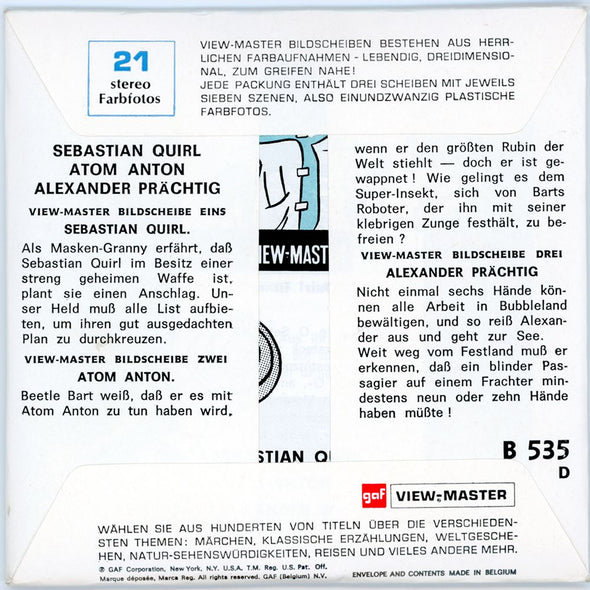 21
stereo
Farbfotos
VIEW-MASTER BILDSCHEIBEN BESTEHEN AUS HERR-
LICHEN FARBAUFNAHMEN - LEBENDIG, DREIDIMENSIO-
NAL, ZUM GREIFEN NAHE!
JEDE PACKUNG ENTHÄLT DREI SCHEIBEN MIT JEWEILS
SIEBEN SZENEN, ALSO EINUNDZWANZIG PLASTISCHE
FARBFOTOS.
SEBASTIAN QUIRL
ATOM ANTON
ALEXANDER PRÄCHTIG
VIEW-MASTER BILDSCHEIBE EINS
SEBASTIAN QUIRL.
Als Masken-Granny erfährt, daß
Sebastian Quirl im Besitz einer
streng geheimen Waffe ist,
plant sie einen Anschlag. Un-
ser Held muß alle List aufbie-
ten, um ihren gut ausgedachten
Plan zu durchkreuzen.
VIEW-MASTER BILDSCHEIBE ZWEI
ATOM ANTON.
Beetle Bart weiß, daß er es mit
Atom Anton zu tun haben wird,
IEW-MAST
STIAN Q
wenn er den größten Rubin der
Welt stiehlt — doch er ist ge-
wappnet! Wie gelingt es dem
Super-Insekt, sich von Barts
Roboter, der ihn mit seiner
klebrigen Zunge festhält, zu be-
freien ?
VIEW-MASTER BILDSCHEIBE DREI
ALEXANDER PRÄCHTIG
Nicht einmal sechs Hände kön-
nen alle Arbeit in Bubbleland
bewältigen, und so reiß Alexan-
der aus und geht zur See.
Weit weg vom Festland muß er
erkennen, daß ein blinder Pas-
sagier auf einem Frachter min-
destens neun oder zehn Hände
haben müßte !
B 535
D
gaf VIEW-MASTER
WÄHLEN SIE AUS HUNDERTEN VON TITELN ÜBER DIE VERSCHIEDEN-
STEN THEMEN: MÄRCHEN, KLASSISCHE ERZÄHLUNGEN, WELTGESCHE-
HEN, NATUR-SEHENSWÜRDIGKEITEN, REISEN UND VIELES ANDERE MEHR.
® GAF Corporation, New York, N.Y. U.S.A. T.M. Reg. U.S. Pat. Off.
Marque déposée, Marca Reg. All rights reserved. GAF (Belgium) N.V.
ENVELOPE AND CONTENTS MADE IN BELGIUM